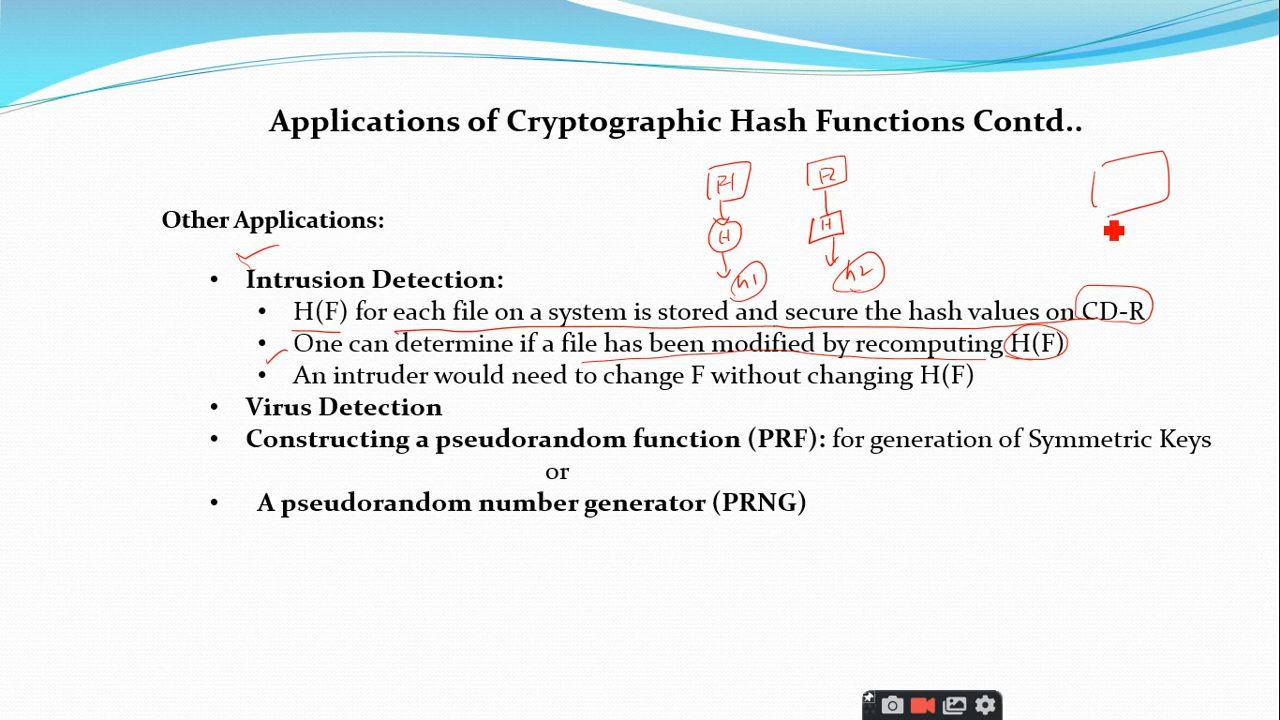 Applications of Cryptographic Hash Functions Contd..
F1 F2
Other Applications:
H H
h1 h2
• Intrusion Detection:
• H(F) for each file on a system is stored and secure the hash values on CD-R
• One can determine if a file has been modified by recomputing H(F)
• An intruder would need to change F without changing H(F)
• Virus Detection
• Constructing a pseudorandom function (PRF): for generation of Symmetric Keys
or
• A pseudorandom number generator (PRNG)